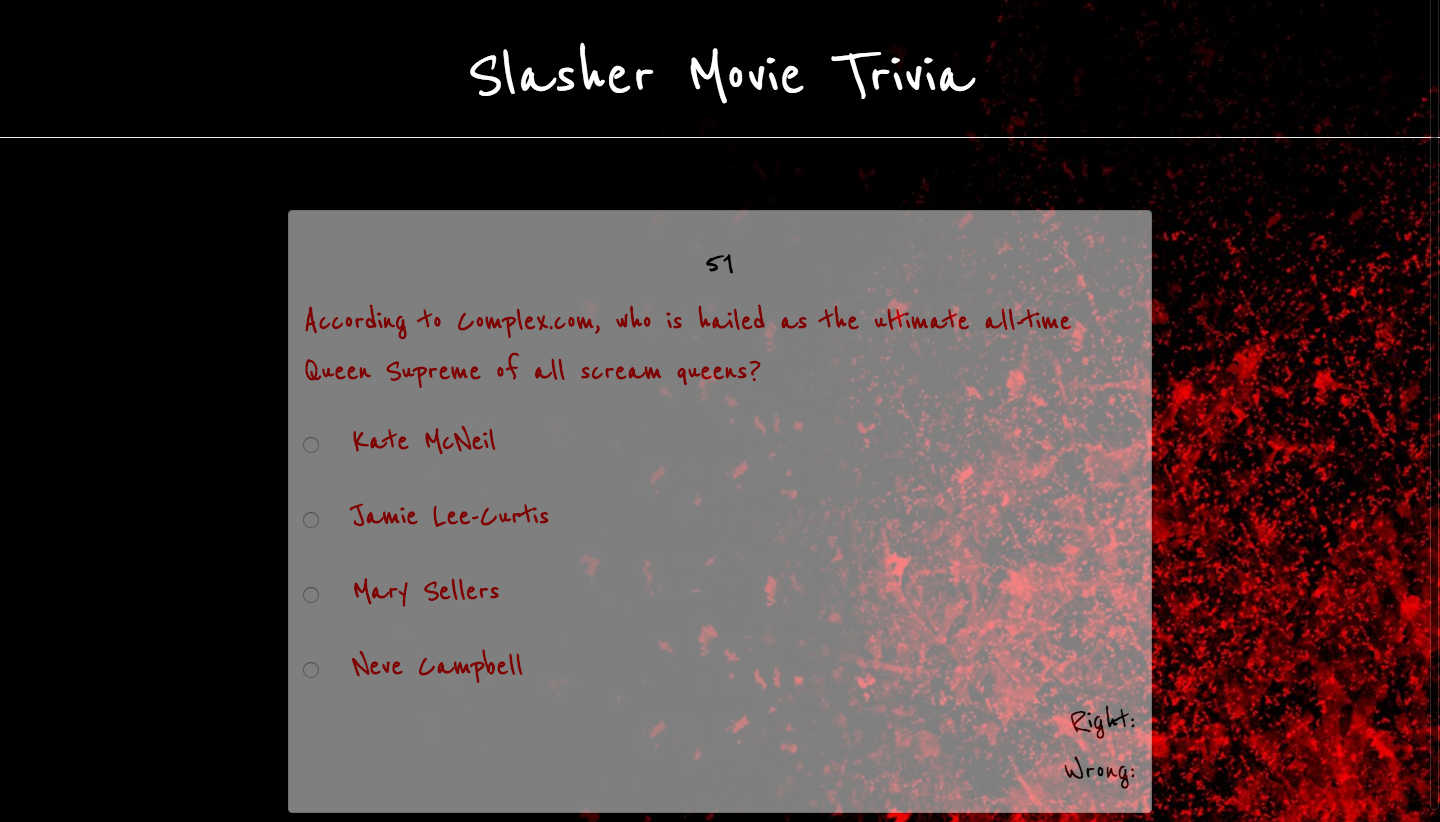 Slasher Movie Trivia
51
According to Complex.com, who is hailed as the ultimate all-time
Queen Supreme of all scream queens?
Kate McNeil
Jamie Lee-Curtis
Mary Sellers
Neve Campbell
Right:
Wrong: